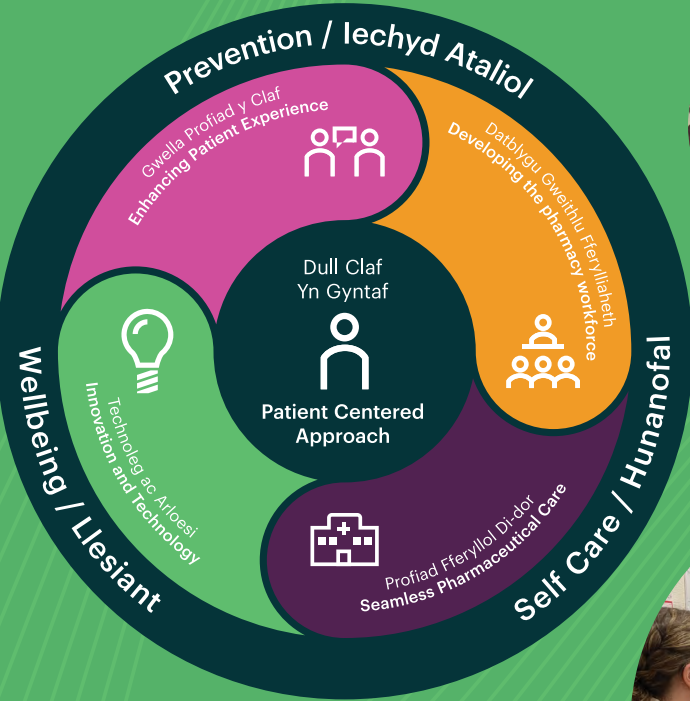 Prevention / Iechyd Ataliol
Gwella Profiad y Claf
Enhancing Patient Experience
Datblygu Gweithlu Fferylliaheth
Developing the pharmacy workforce
Dull Claf
Yn Gyntaf
Patient Centered
Approach
Technoleg ac Arloesi
Innovation and Technology
Profiad Fferyllol Di-dor
Seamless Pharmaceutical Care
Wellbeing / Llesiant
Self Care / Hunanofal